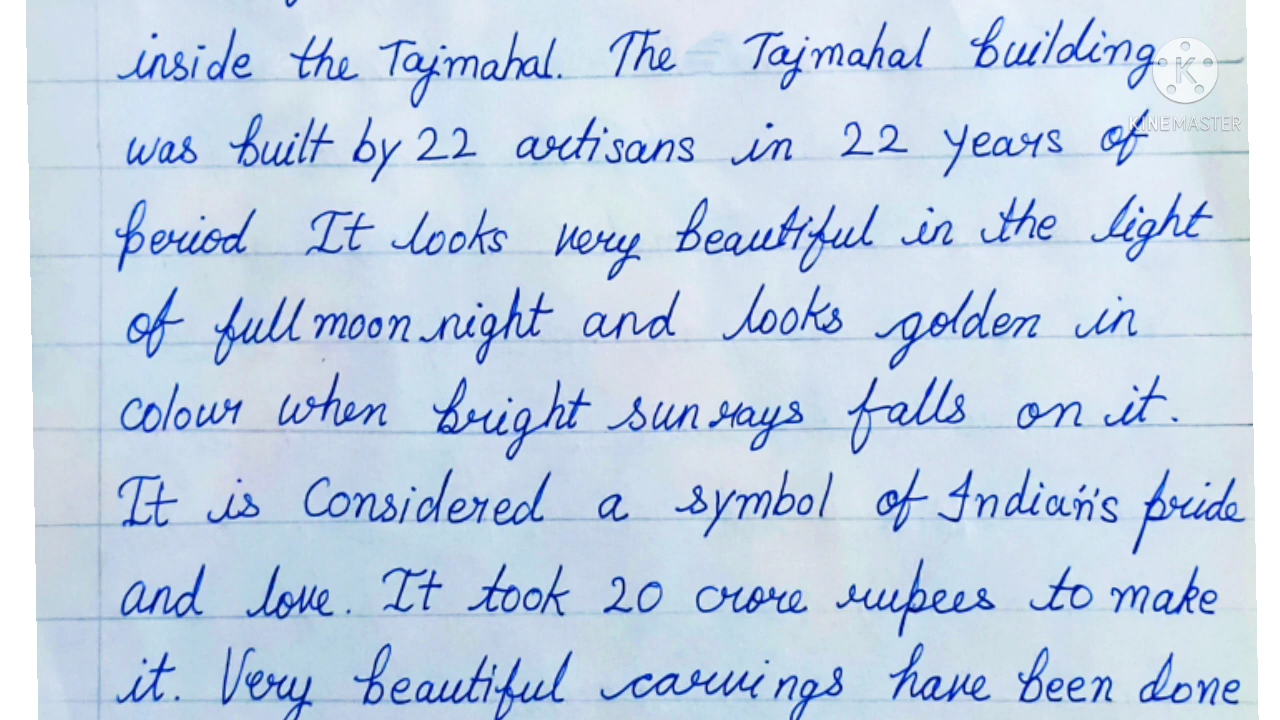 inside the Tajmahal. The Tajmahal building
was built by 22 artisans in 22 years of
period It looks very beautiful in the light
of full moon night and looks golden in
colour when bright sun rays falls on it.
It is Considered a symbol of Indian's pride
and love. It took 20 crore rupees to make
it. Very beautiful carvings have been done
K
KINEMASTER